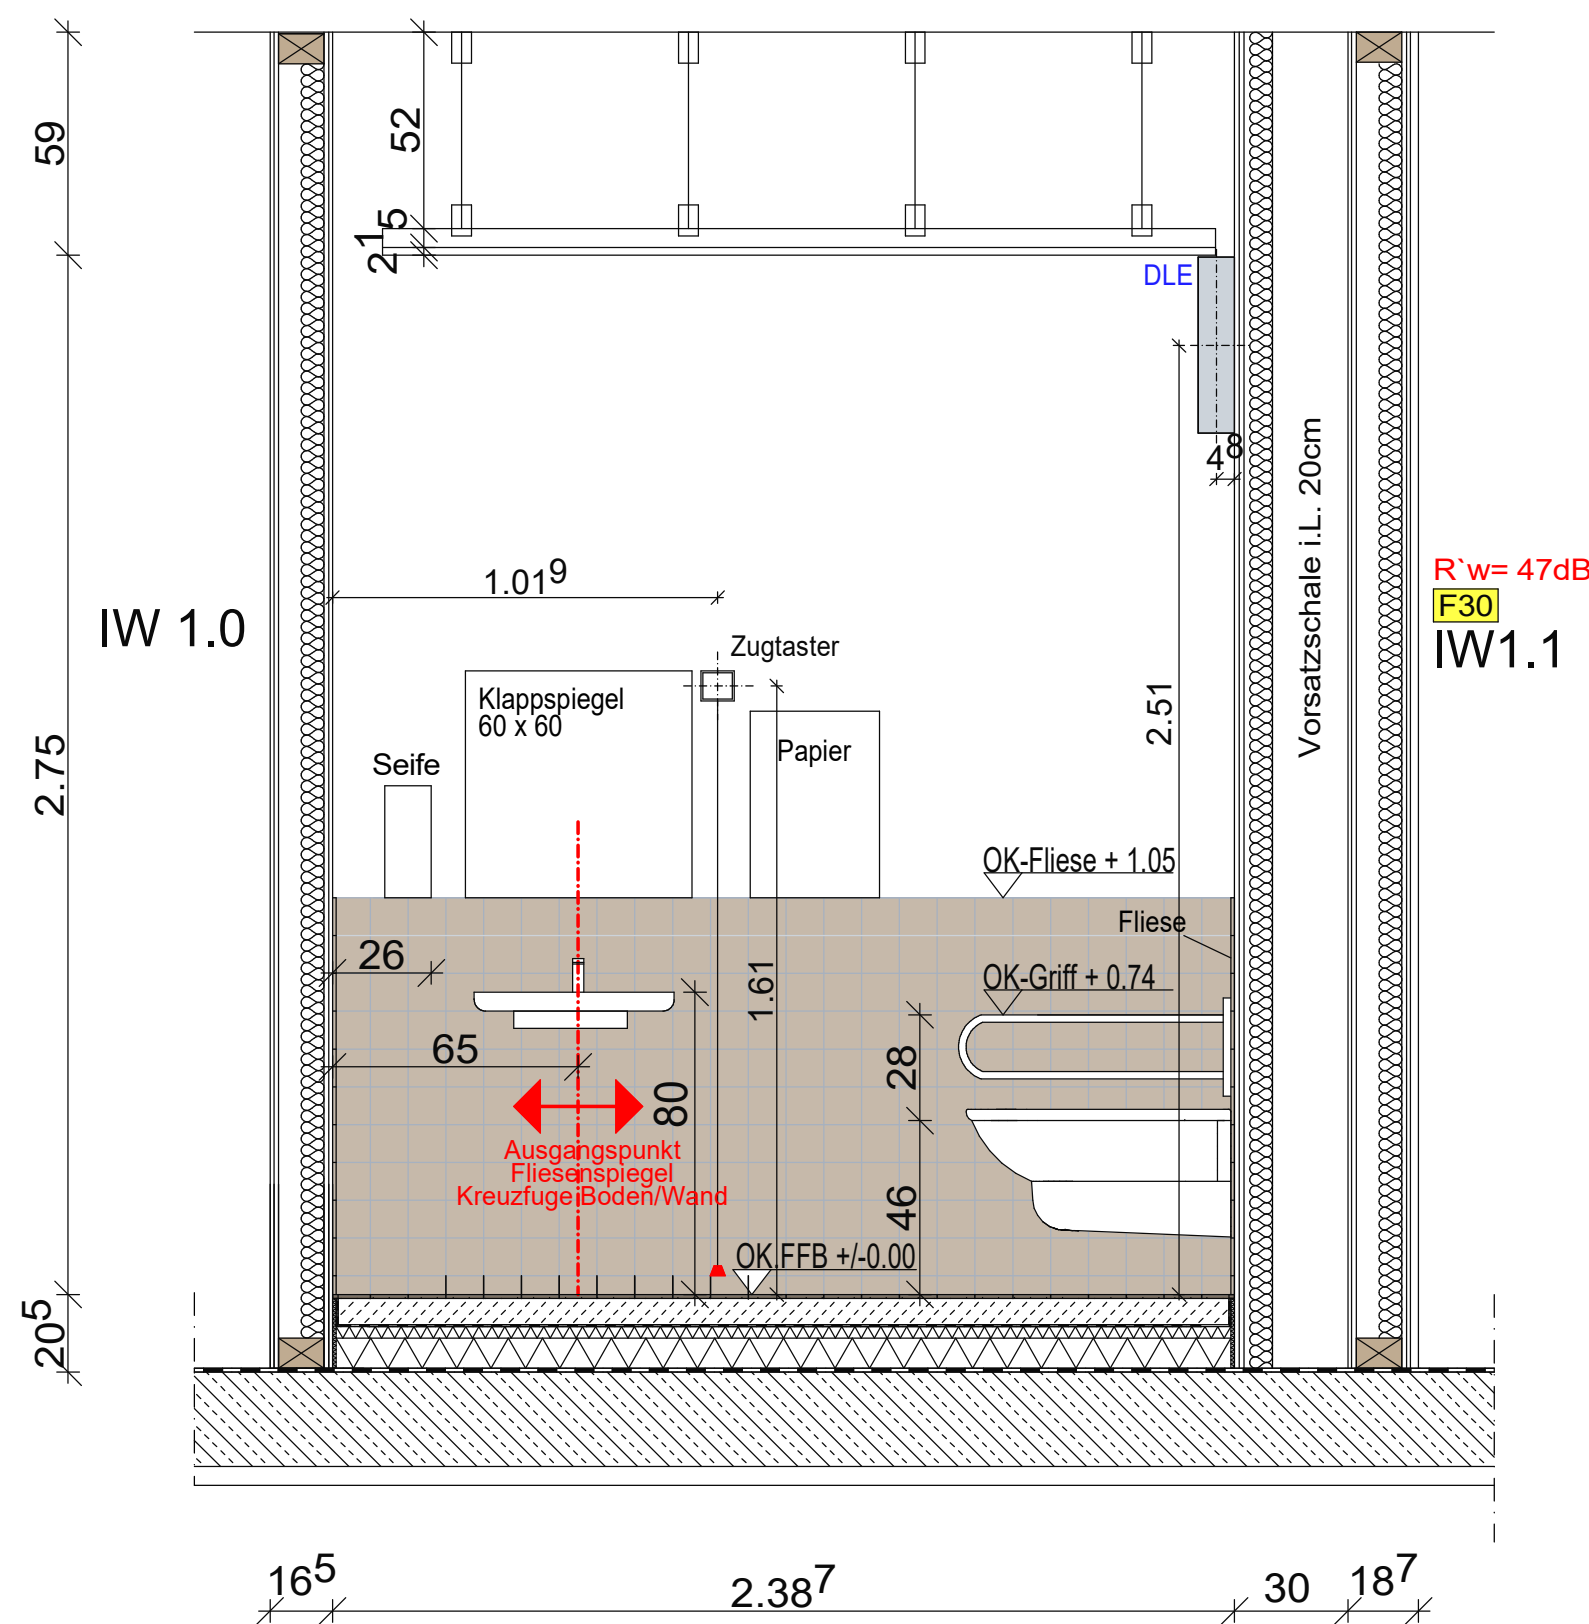 59
52
5
2¹
DLE
4⁸
2.75
IW 1.0
1.01⁹
Zugtaster
Klappspiegel
60 x 60
Papier
Seife
2.51
Vorsatzschale i.L. 20cm
R`w= 47dB
F30
IW1.1
OK-Fliese + 1.05
Fliese
26
1.61
OK-Griff + 0.74
65
80
28
46
Ausgangspunkt
Fliesenspiegel
Kreuzfuge Boden/Wand
OK.FFB +/-0.00
20⁵
16⁵
2.38⁷
30
18⁷